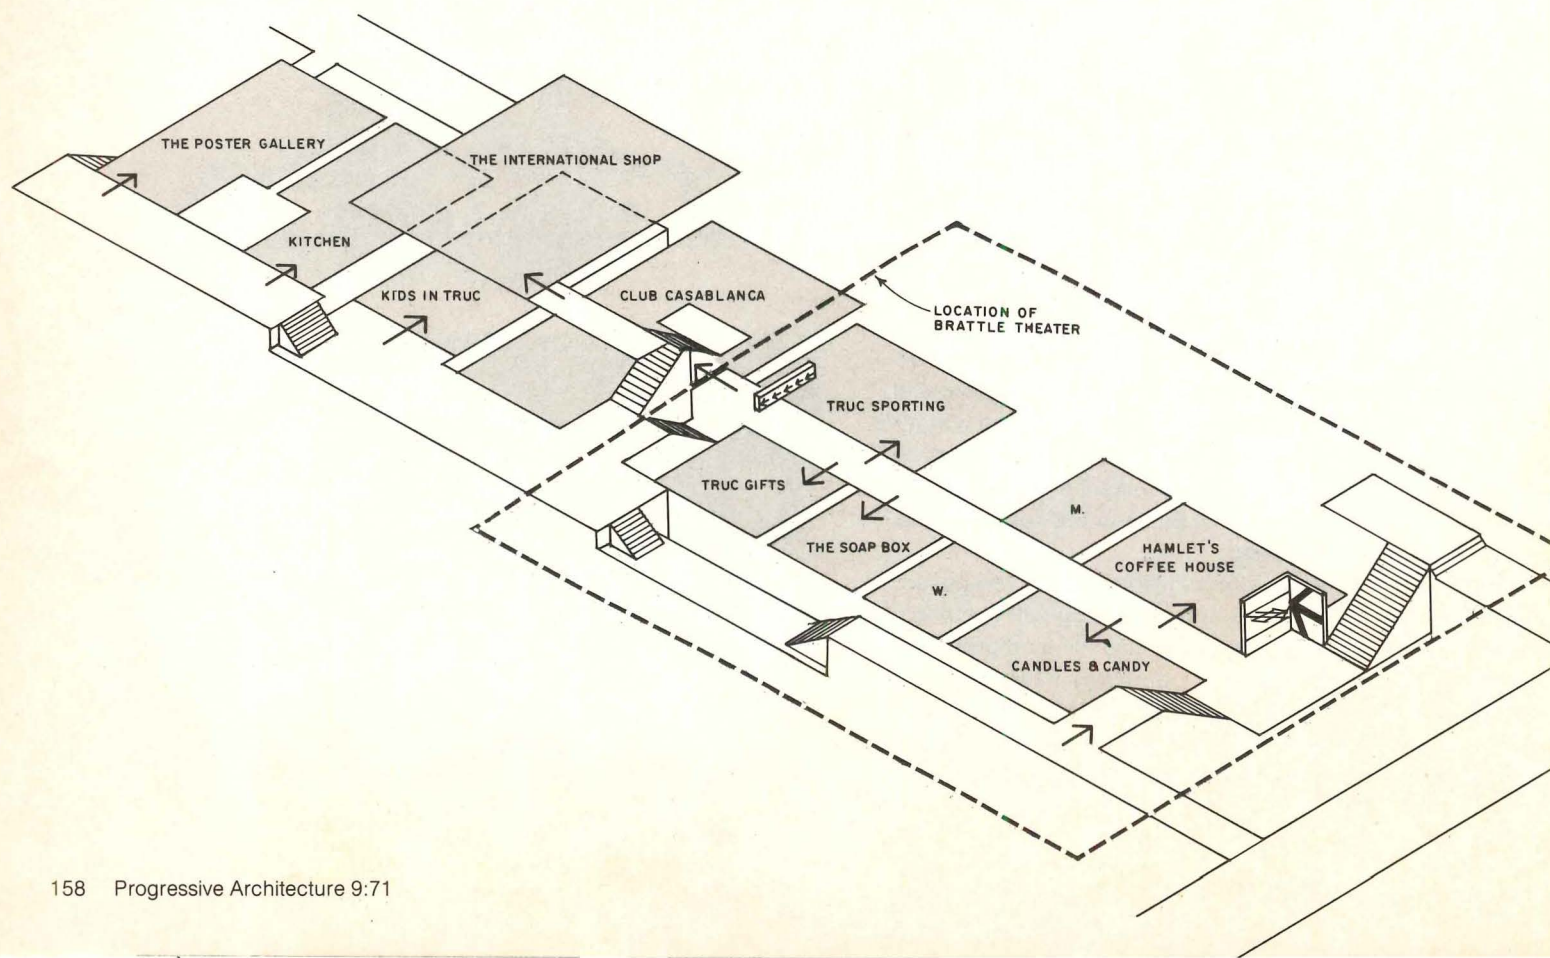 THE POSTER GALLERY
THE INTERNATIONAL SHOP
KITCHEN
KIDS IN TRUC
CLUB CASABLANCA
LOCATION OF
BRATTLE THEATER
TRUC SPORTING
TRUC GIFTS
M.
THE SOAP BOX
HAMLET'S
COFFEE HOUSE
W.
CANDLES & CANDY
158 Progressive Architecture 9:71